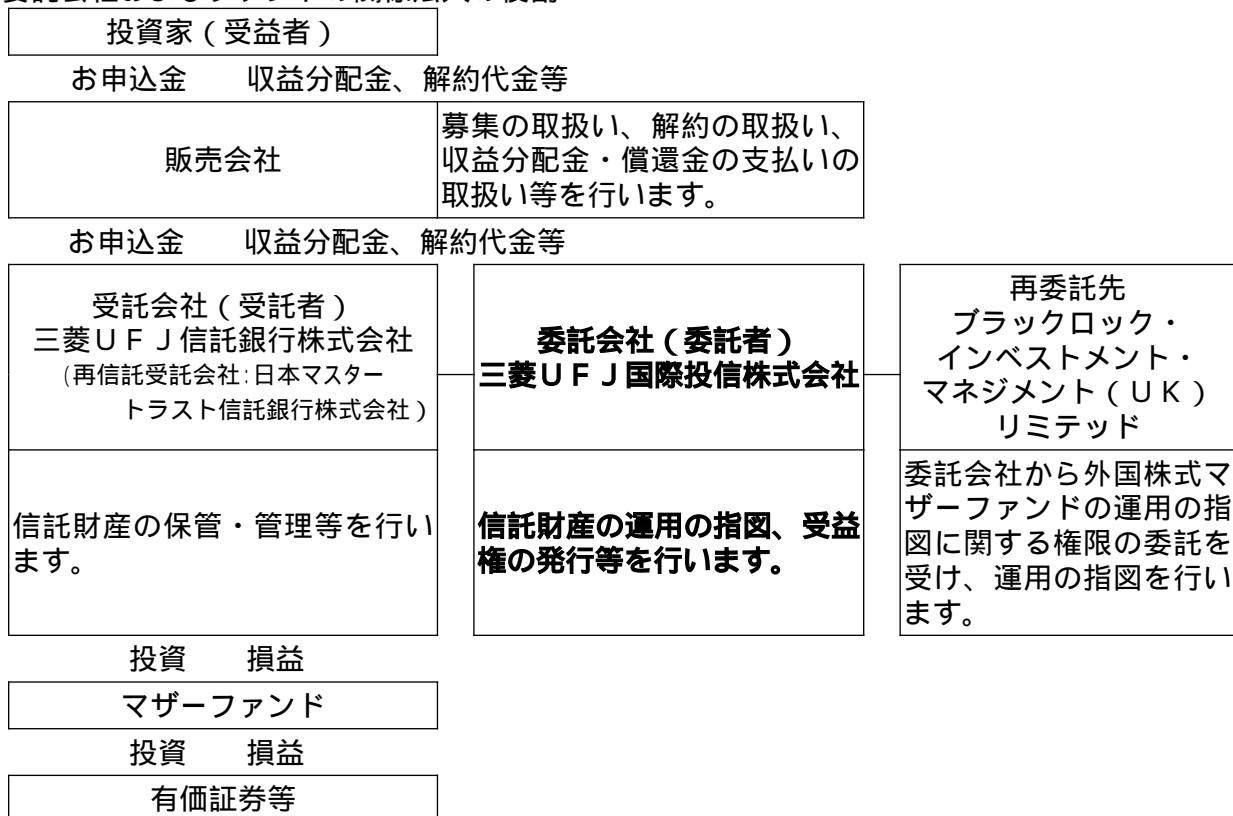 投資家（受益者）
お申込金　　収益分配金、解約代金等
販売会社
募集の取扱い、解約の取扱い、
収益分配金・償還金の支払いの
取扱い等を行います。
お申込金　　収益分配金、解約代金等
受託会社（受託者）
三菱ＵＦＪ信託銀行株式会社
（再信託受託会社：日本マスター
トラスト信託銀行株式会社）
委託会社（委託者）
三菱ＵＦＪ国際投信株式会社
再委託先
ブラックロック・
インベストメント・
マネジメント（ＵＫ）
リミテッド
信託財産の保管・管理等を行い
ます。
信託財産の運用の指図、受益
権の発行等を行います。
委託会社から外国株式マ
ザーファンドの運用の指
図に関する権限の委託を
受け、運用の指図を行い
ます。
投資　　損益
マザーファンド
投資　　損益
有価証券等